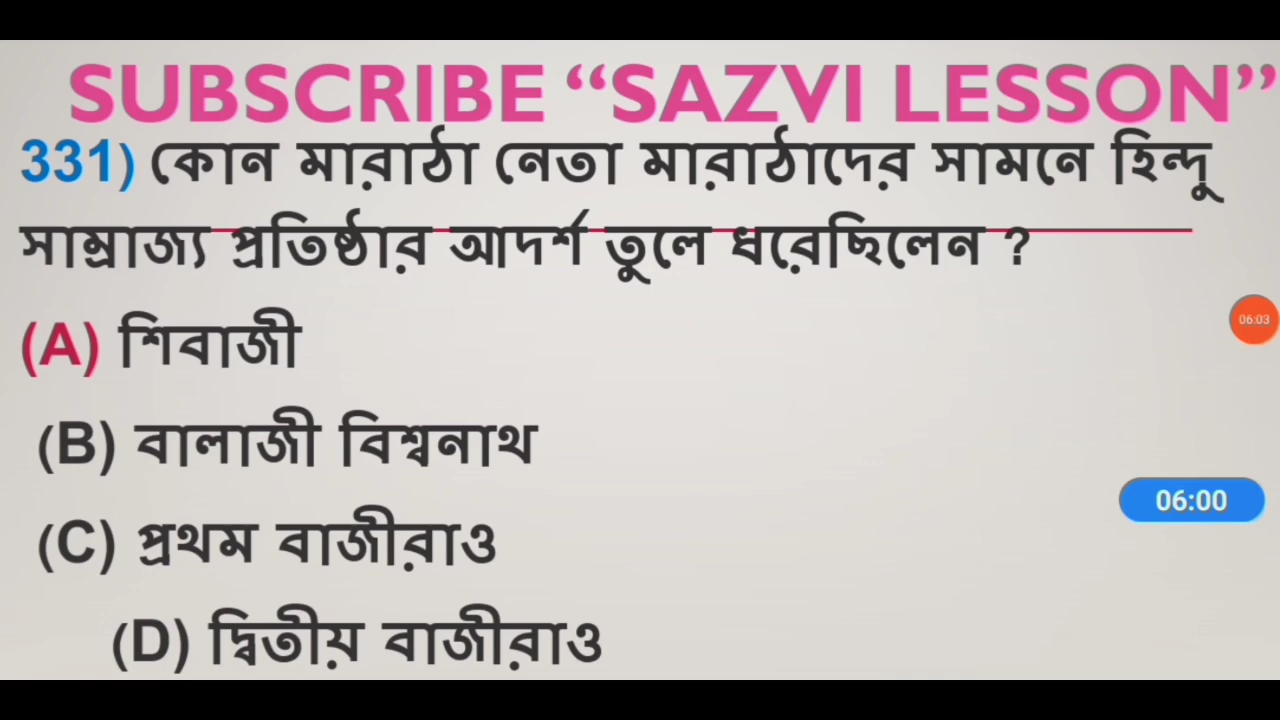 SUBSCRIBE “SAZVI LESSON”
331) কোন মারাঠা নেতা মারাঠাদের সামনে হিন্দু
সাম্রাজ্য প্রতিষ্ঠার আদর্শ তুলে ধরেছিলেন ?
(A) শিবাজী
06:03
(B) বালাজী বিশ্বনাথ
06:00
(C) প্রথম বাজীরাও
(D) দ্বিতীয় বাজীরাও